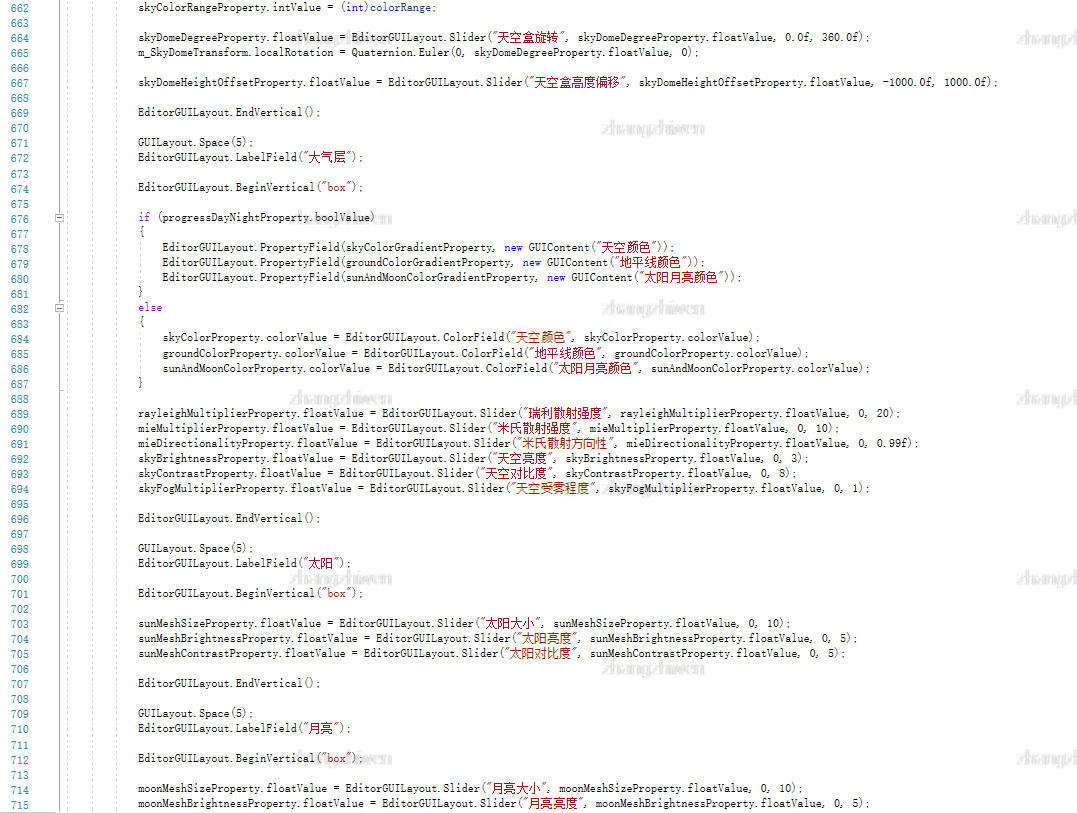 662 skyColorRangeProperty.intValue = (int)colorRange;
663
664 skyDomeDegreeProperty.floatValue = EditorGUILayout.Slider("天空盒旋转", skyDomeDegreeProperty.floatValue, 0.0f, 360.0f);
665 m_SkyDomeTransform.localRotation = Quaternion.Euler(0, skyDomeDegreeProperty.floatValue, 0);
666
667 skyDomeHeightOffsetProperty.floatValue = EditorGUILayout.Slider("天空盒高度偏移", skyDomeHeightOffsetProperty.floatValue, -1000.0f, 1000.0f);
668
669 EditorGUILayout.EndVertical();
670
671 GUILayout.Space(5);
672 EditorGUILayout.LabelField("大气层");
673
674 EditorGUILayout.BeginVertical("box");
675
676 if (progressDayNightProperty.boolValue)
677 {
678 EditorGUILayout.PropertyField(skyColorGradientProperty, new GUIContent("天空颜色"));
679 EditorGUILayout.PropertyField(groundColorGradientProperty, new GUIContent("地平线颜色"));
680 EditorGUILayout.PropertyField(sunAndMoonColorGradientProperty, new GUIContent("太阳月亮颜色"));
681 }
682 else
683 {
684 skyColorProperty.colorValue = EditorGUILayout.ColorField("天空颜色", skyColorProperty.colorValue);
685 groundColorProperty.colorValue = EditorGUILayout.ColorField("地平线颜色", groundColorProperty.colorValue);
686 sunAndMoonColorProperty.colorValue = EditorGUILayout.ColorField("太阳月亮颜色", sunAndMoonColorProperty.colorValue);
687 }
688
689 rayleighMultiplierProperty.floatValue = EditorGUILayout.Slider("瑞利散射强度", rayleighMultiplierProperty.floatValue, 0, 20);
690 mieMultiplierProperty.floatValue = EditorGUILayout.Slider("米氏散射强度", mieMultiplierProperty.floatValue, 0, 10);
691 mieDirectionalityProperty.floatValue = EditorGUILayout.Slider("米氏散射方向性", mieDirectionalityProperty.floatValue, 0, 0.99f);
692 skyBrightnessProperty.floatValue = EditorGUILayout.Slider("天空亮度", skyBrightnessProperty.floatValue, 0, 3);
693 skyContrastProperty.floatValue = EditorGUILayout.Slider("天空对比度", skyContrastProperty.floatValue, 0, 8);
694 skyFogMultiplierProperty.floatValue = EditorGUILayout.Slider("天空受雾程度", skyFogMultiplierProperty.floatValue, 0, 1);
695
696 EditorGUILayout.EndVertical();
697
698 GUILayout.Space(5);
699 EditorGUILayout.LabelField("太阳");
700
701 EditorGUILayout.BeginVertical("box");
702
703 sunMeshSizeProperty.floatValue = EditorGUILayout.Slider("太阳大小", sunMeshSizeProperty.floatValue, 0, 10);
704 sunMeshBrightnessProperty.floatValue = EditorGUILayout.Slider("太阳亮度", sunMeshBrightnessProperty.floatValue, 0, 5);
705 sunMeshContrastProperty.floatValue = EditorGUILayout.Slider("太阳对比度", sunMeshContrastProperty.floatValue, 0, 5);
706
707 EditorGUILayout.EndVertical();
708
709 GUILayout.Space(5);
710 EditorGUILayout.LabelField("月亮");
711
712 EditorGUILayout.BeginVertical("box");
713
714 moonMeshSizeProperty.floatValue = EditorGUILayout.Slider("月亮大小", moonMeshSizeProperty.floatValue, 0, 10);
715 moonMeshBrightnessProperty.floatValue = EditorGUILayout.Slider("月亮亮度", moonMeshBrightnessProperty.floatValue, 0, 5);